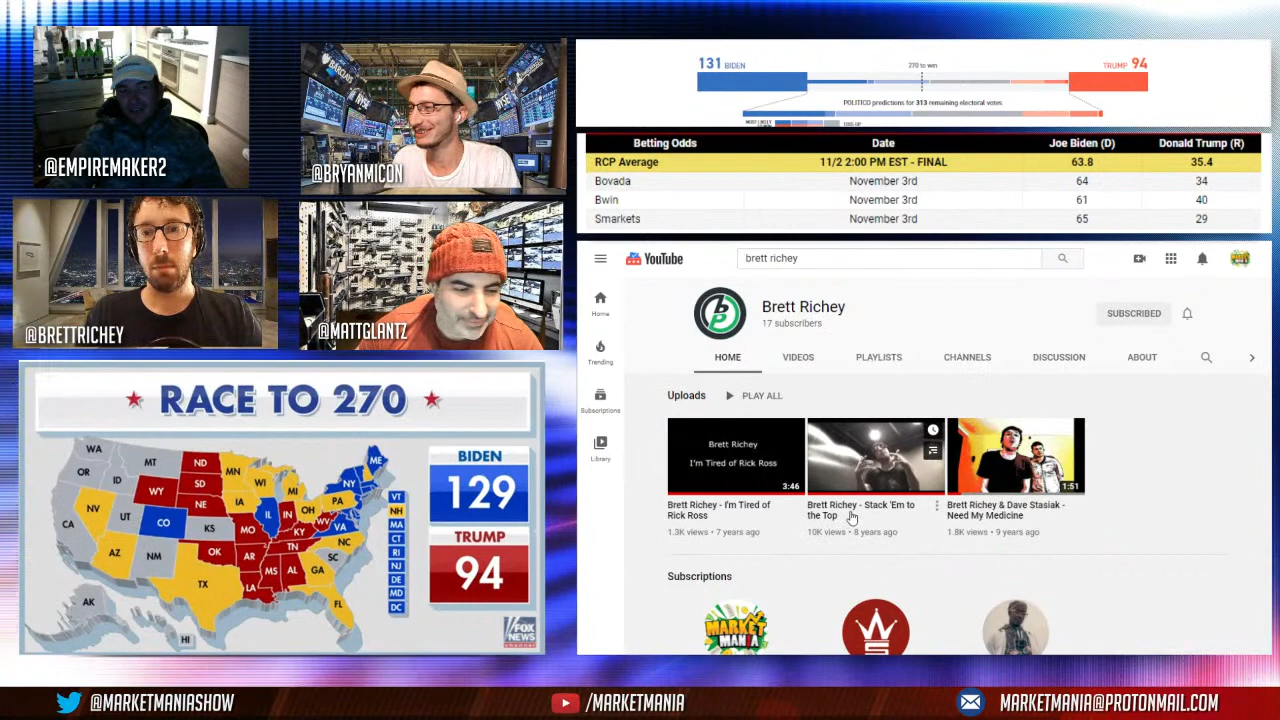 @EMPIREMAKER2
@BRYANMICON
@BRETTRICHEY
@MATTGLANTZ
131 BIDEN
270 to win
TRUMP 94
POLITICO predictions for 313 remaining electoral votes
TOSS-UP
Betting Odds Date Joe Biden (D) Donald Trump (R)
RCP Average 11/2 2:00 PM EST - FINAL 63.8 35.4
Bovada November 3rd 64 34
Bwin November 3rd 61 40
Smarkets November 3rd 65 29
YouTube
brett richey
Home
Trending
Subscriptions
Library
bp
Brett Richey
17 subscribers
SUBSCRIBED
HOME VIDEOS PLAYLISTS CHANNELS DISCUSSION ABOUT
Uploads PLAY ALL
Brett Richey
I'm Tired of Rick Ross
3:46
1:51
Brett Richey - I'm Tired of
Rick Ross
1.3K views • 7 years ago
Brett Richey - Stack 'Em to
the Top
10K views • 8 years ago
Brett Richey & Dave Stasiak -
Need My Medicine
1.8K views • 9 years ago
Subscriptions
MARKET
MANIA
RACE TO 270
WA
OR
CA
NV
ID
MT
WY
UT
AZ
CO
NM
ND
SD
NE
KS
OK
TX
MN
IA
MO
AR
LA
WI
IL
MI
IN
OH
KY
TN
MS
AL
GA
FL
SC
NC
VA
WV
PA
NY
ME
AK
HI
VT
NH
MA
CT
RI
NJ
DE
MD
DC
BIDEN
129
TRUMP
94
FOX
NEWS
channel
@MARKETMANIASHOW
/MARKETMANIA
MARKETMANIA@PROTONMAIL.COM